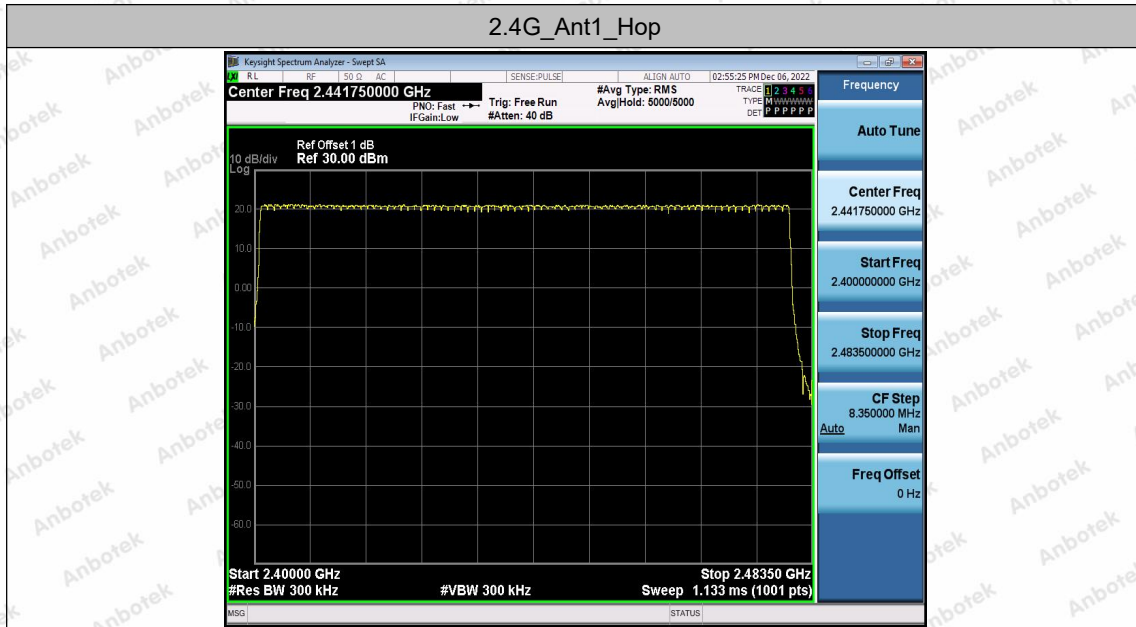 2.4G_Ant1_Hop
Keysight Spectrum Analyzer - Swept SA
LXI RL RF 50 Ω AC SENSE:PULSE ALIGN AUTO 02:55:25 PM Dec 06, 2022
Center Freq 2.441750000 GHz
PNO: Fast
IFGain:Low
Trig: Free Run
#Atten: 40 dB
#Avg Type: RMS
Avg|Hold: 5000/5000
TRACE 1 2 3 4 5 6
TYPE M W W W W W
DET P P P P P P
Ref Offset 1 dB
10 dB/div Ref 30.00 dBm
Log
20.0
10.0
0.00
-10.0
-20.0
-30.0
-40.0
-50.0
-60.0
Start 2.40000 GHz Stop 2.48350 GHz
#Res BW 300 kHz #VBW 300 kHz Sweep 1.133 ms (1001 pts)
MSG STATUS
Frequency
Auto Tune
Center Freq
2.441750000 GHz
Start Freq
2.400000000 GHz
Stop Freq
2.483500000 GHz
CF Step
8.350000 MHz
Auto Man
Freq Offset
0 Hz
Anbotek